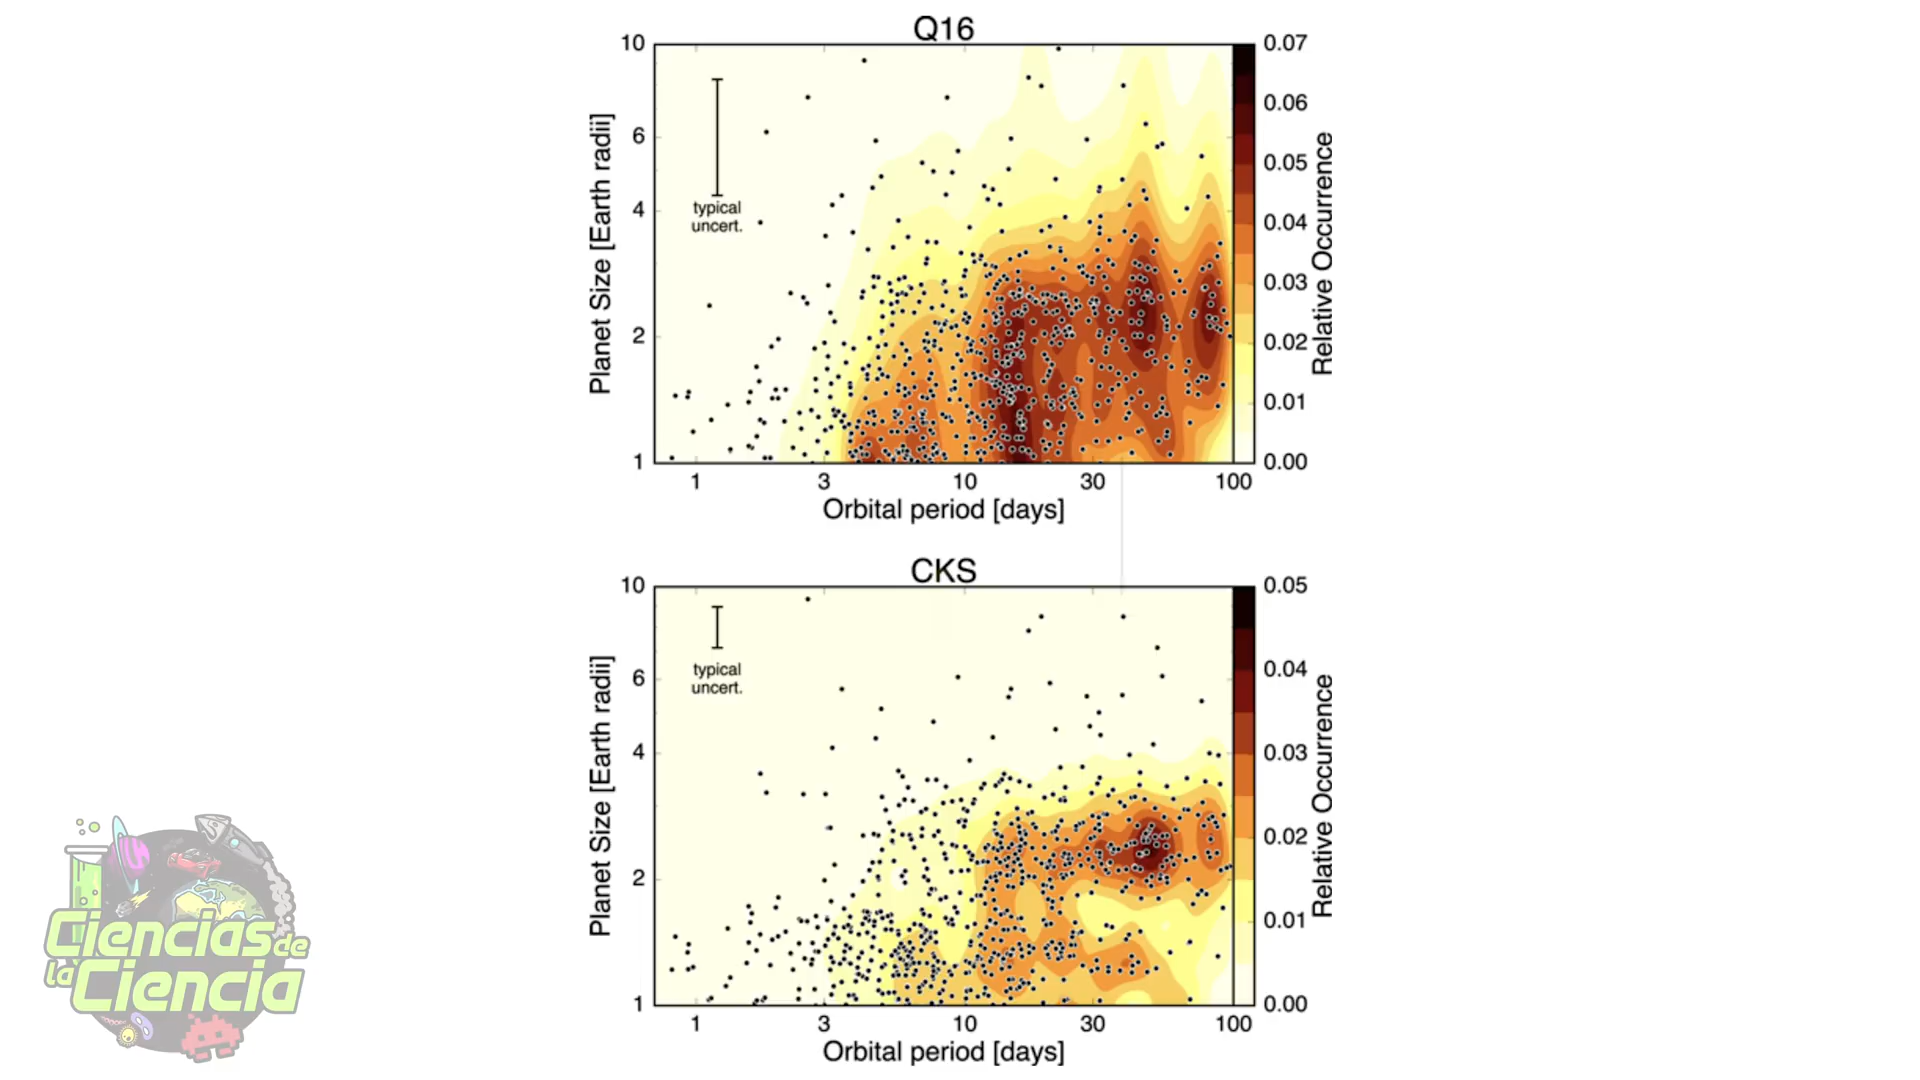 Q16
10
6
4
2
1
Planet Size [Earth radii]
typical
uncert.
1 3 10 30 100
Orbital period [days]
0.07
0.06
0.05
0.04
0.03
0.02
0.01
0.00
Relative Occurrence
CKS
10
6
4
2
1
Planet Size [Earth radii]
typical
uncert.
1 3 10 30 100
Orbital period [days]
0.05
0.04
0.03
0.02
0.01
0.00
Relative Occurrence
Ciencias de
la Ciencia